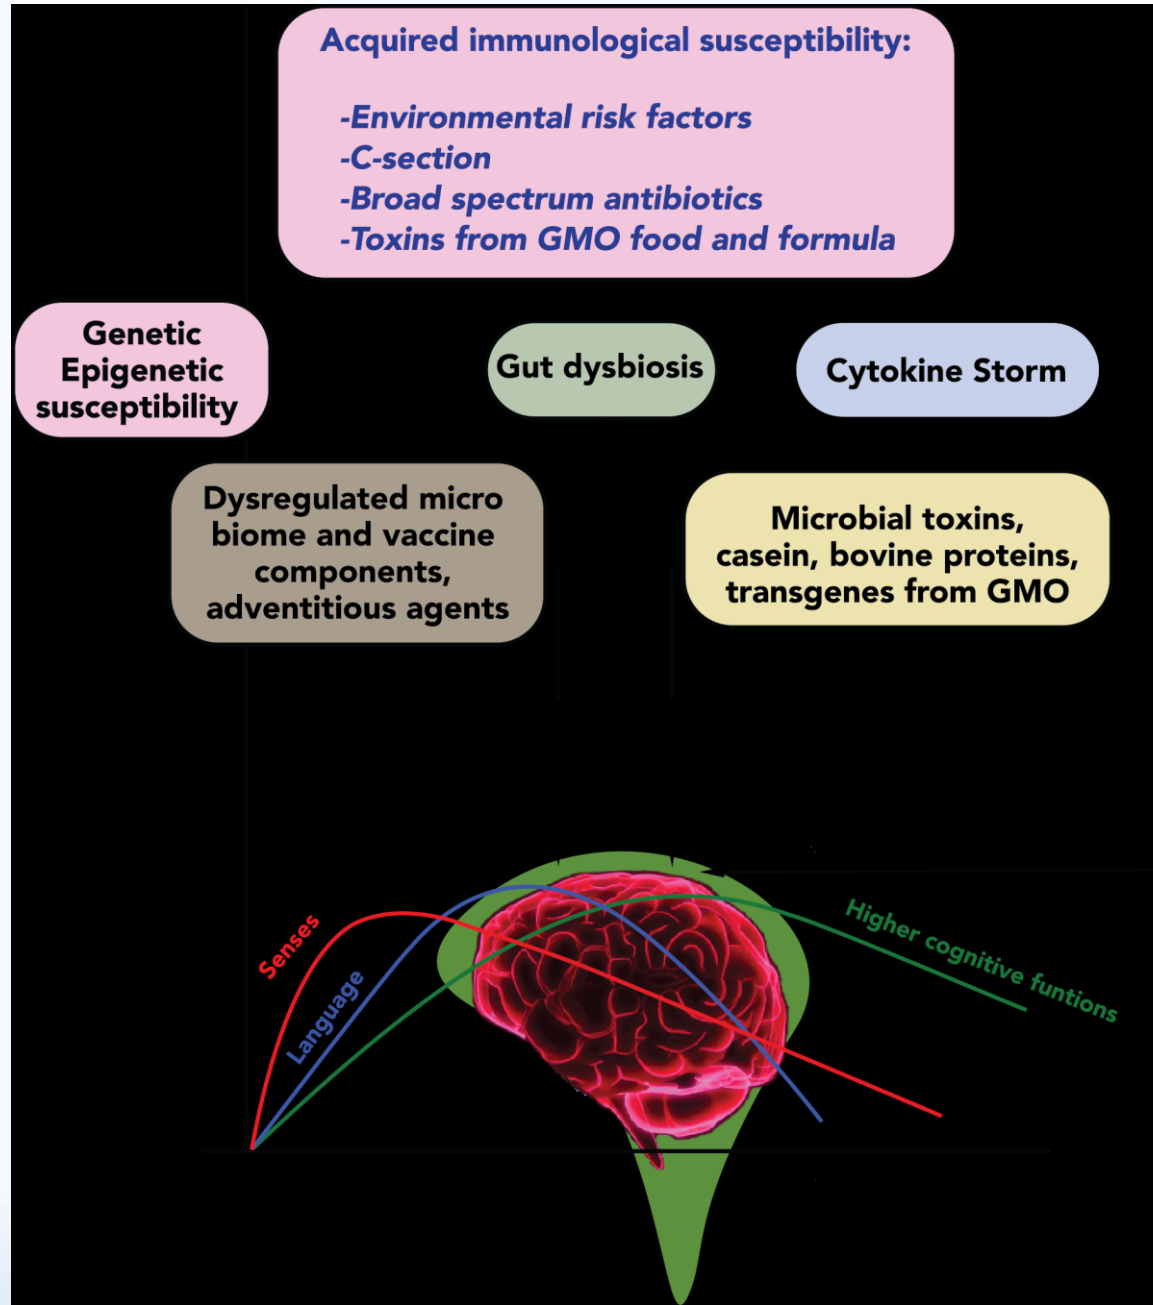 Acquired immunological susceptibility:
-Environmental risk factors
-C-section
-Broad spectrum antibiotics
-Toxins from GMO food and formula
Genetic
Epigenetic
susceptibility
Gut dysbiosis
Cytokine Storm
Dysregulated micro
biome and vaccine
components,
adventitious agents
Microbial toxins,
casein, bovine proteins,
transgenes from GMO
Senses
Language
Higher cognitive funtions